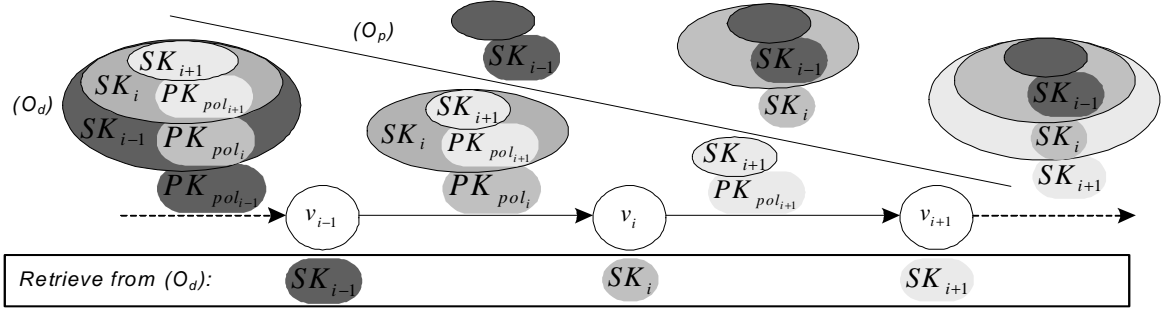 (O_p)
SK_{i-1}
SK_{i-1}
SK_i
SK_{i-1}
SK_i
SK_{i+1}
(O_d)
SK_{i+1}
SK_i PK_{pol_{i+1}}
SK_{i-1} PK_{pol_i}
PK_{pol_{i-1}}
SK_{i+1}
SK_i PK_{pol_{i+1}}
PK_{pol_i}
SK_{i+1}
PK_{pol_{i+1}}
v_{i-1} v_i v_{i+1}
Retrieve from (O_d): SK_{i-1} SK_i SK_{i+1}